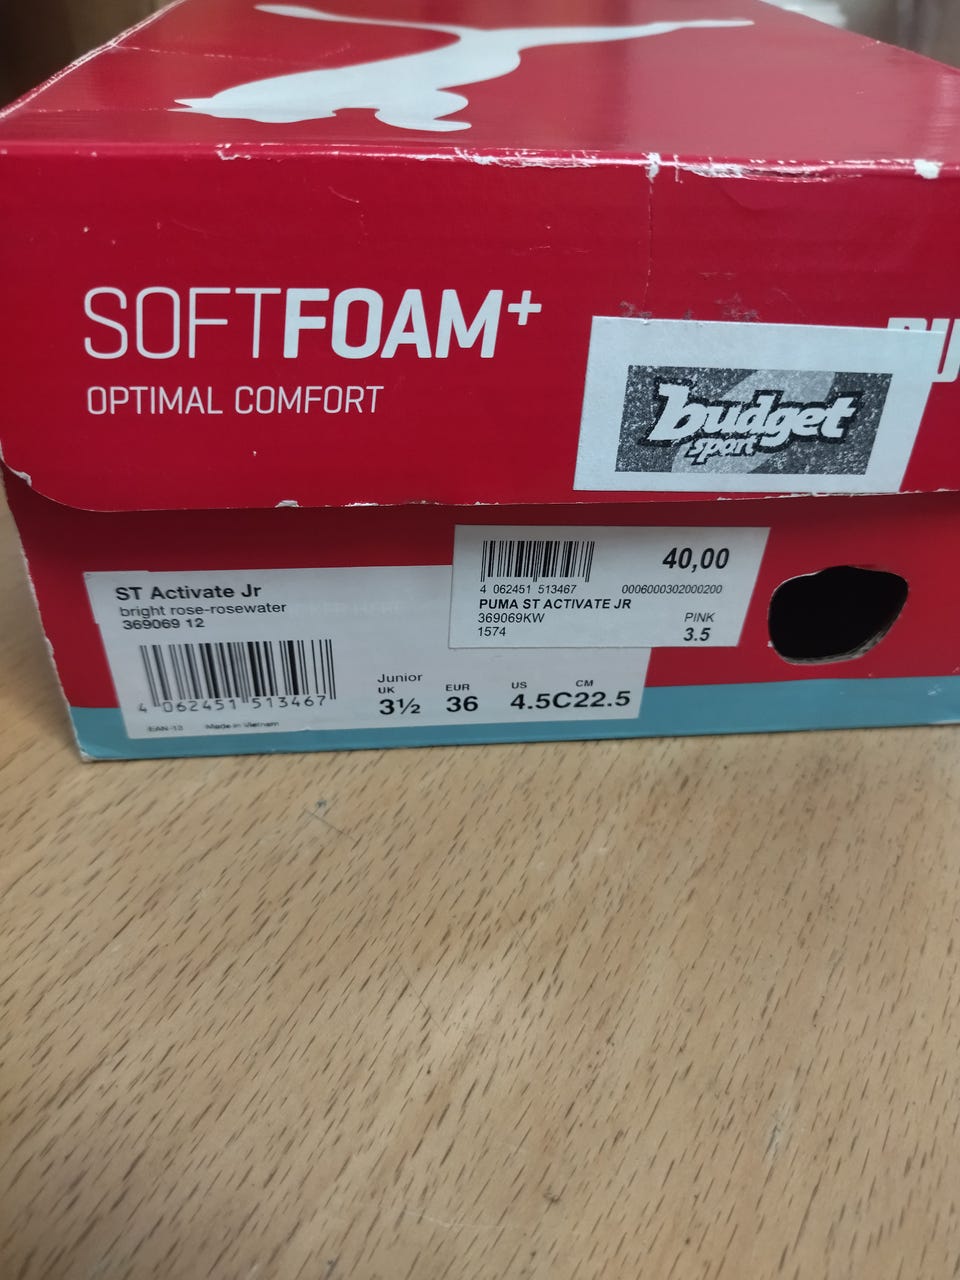 SOFTFOAM+
OPTIMAL COMFORT
budget
sport
40,00
4 062451 513467 0006000302000200
PUMA ST ACTIVATE JR
369069KW PINK
1574 3.5
ST Activate Jr
bright rose-rosewater
369069 12
4 062451 513467
EAN-13 Made in Vietnam
Junior
UK EUR US CM
3½ 36 4.5C 22.5